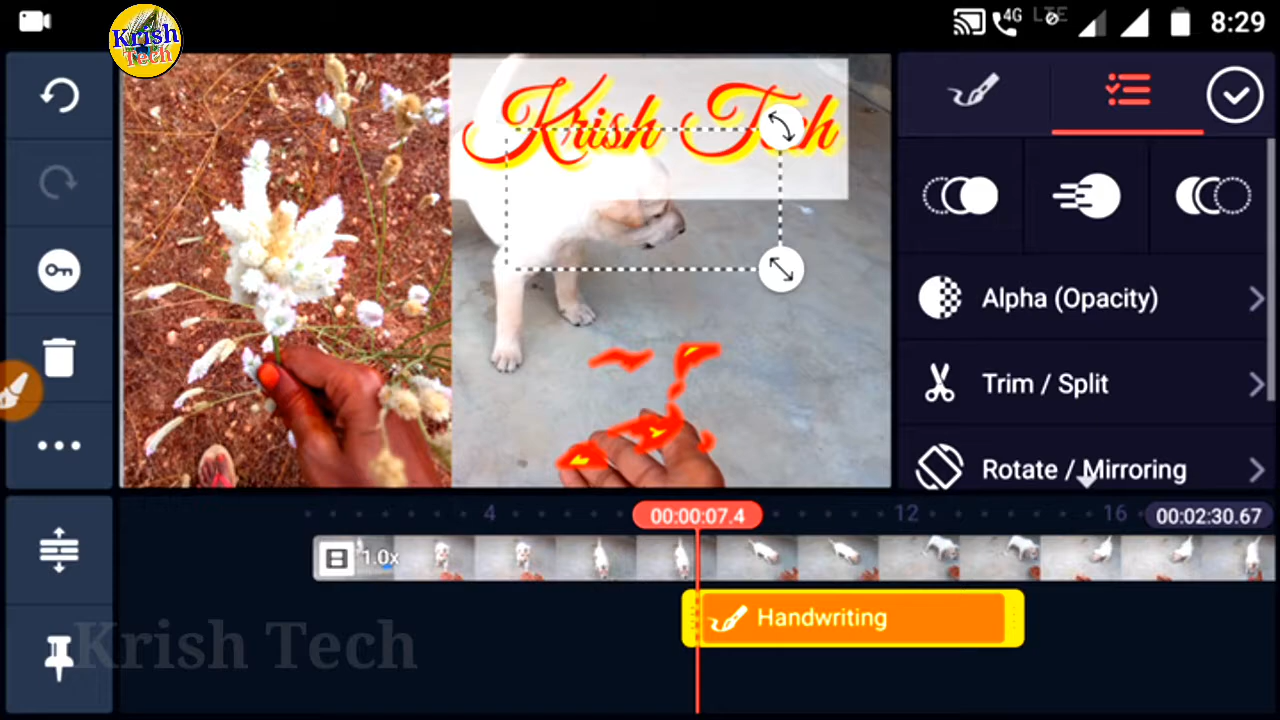 4G LTE 8:29
Krish
Tech
Krish Tech
Alpha (Opacity)
Trim / Split
Rotate / Mirroring
4 00:00:07.4 12 16 00:02:30.67
1.0x
Handwriting
Krish Tech